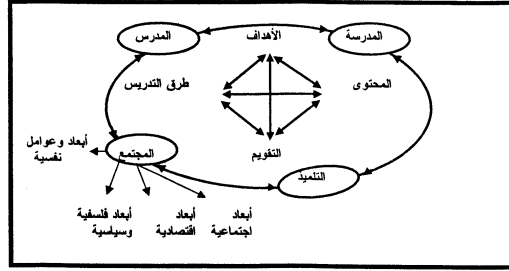 المدرسة
الأهداف
المدرس
المحتوى
طرق التدريس
التقويم
المجتمع
التلميذ
أبعاد وعوامل
نفسية
أبعاد
اجتماعية
أبعاد
اقتصادية
أبعاد فلسفية
وسياسية